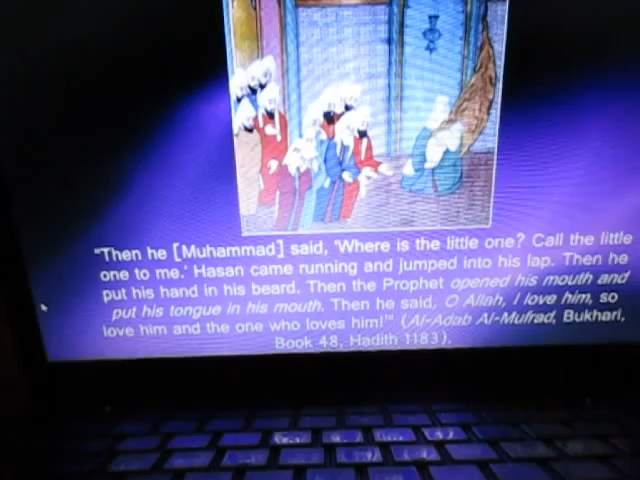 "Then he [Muhammad] said, 'Where is the little one? Call the little
one to me.' Hasan came running and jumped into his lap. Then he
put his hand in his beard. Then the Prophet opened his mouth and
put his tongue in his mouth. Then he said, O Allah, I love him, so
love him and the one who loves him!'" (Al-Adab Al-Mufrad, Bukhari,
Book 48, Hadith 1183).